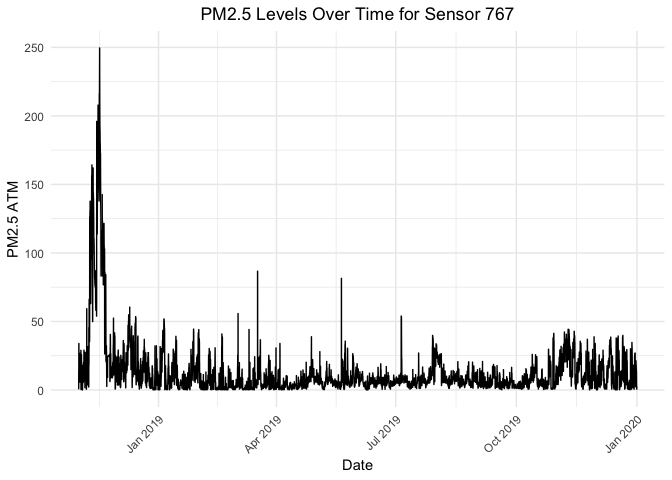 PM2.5 Levels Over Time for Sensor 767
250
200
150
100
50
0
PM2.5 ATM
Jan 2019
Apr 2019
Jul 2019
Oct 2019
Jan 2020
Date